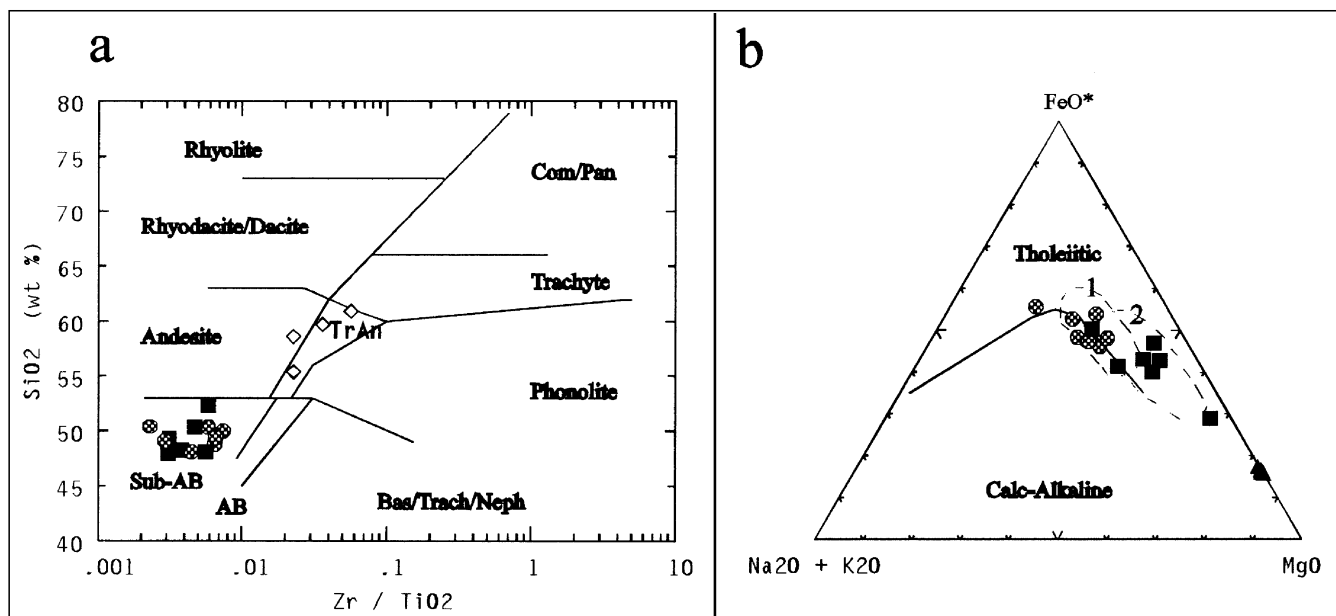 a
80
75
70
65
60
55
50
45
40
SiO2 (wt %)
Rhyolite
Com/Pan
Rhyodacite/Dacite
Trachyte
TrAn
Andesite
Phonolite
Sub-AB
AB
Bas/Trach/Neph
.001
.01
.1
1
10
Zr / TiO2
b
FeO*
Tholeiitic
1
2
Calc-Alkaline
Na2O + K2O
MgO